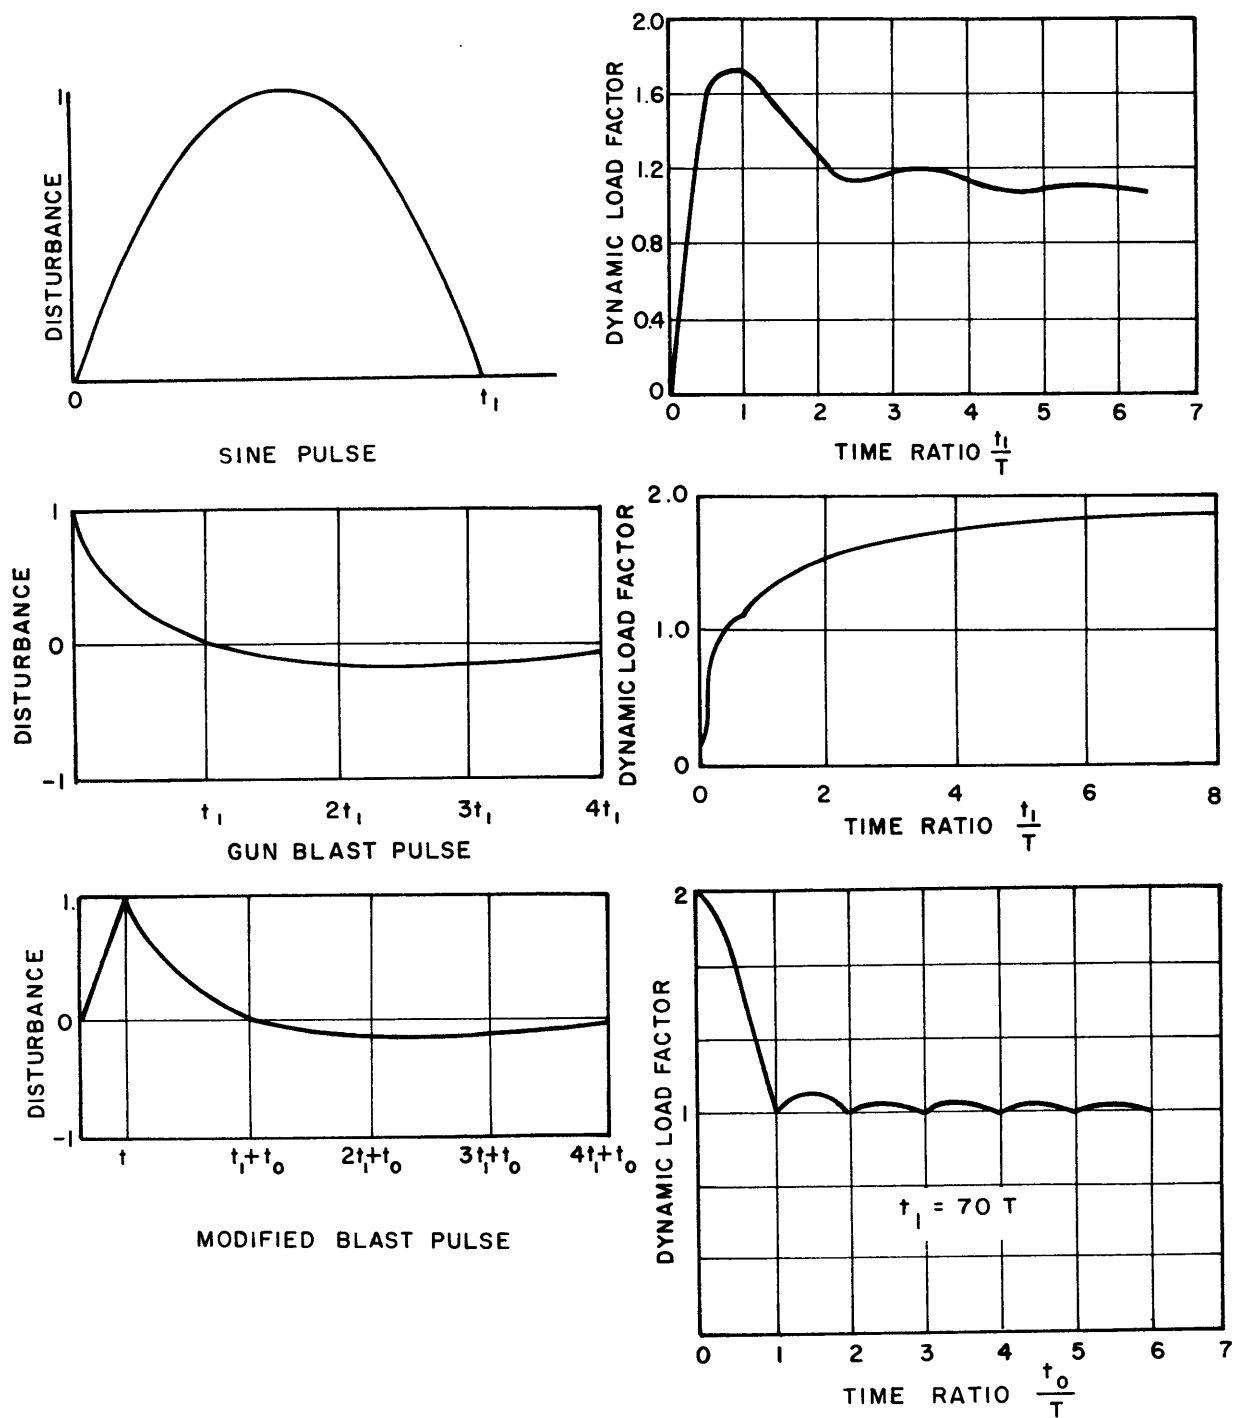 DISTURBANCE
1
0
t₁
SINE PULSE
DYNAMIC LOAD FACTOR
2.0
1.6
1.2
0.8
04
0
0 1 2 3 4 5 6 7
TIME RATIO t₁/T
DISTURBANCE
1
0
-1
t₁ 2t₁ 3t₁ 4t₁
GUN BLAST PULSE
DYNAMIC LOAD FACTOR
2.0
1.0
0
0 2 4 6 8
TIME RATIO t₁/T
DISTURBANCE
1.
0
-1
t t₁+t₀ 2t₁+t₀ 3t₁+t₀ 4t₁+t₀
MODIFIED BLAST PULSE
DYNAMIC LOAD FACTOR
2
1
t₁ = 70 T
0 1 2 3 4 5 6 7
TIME RATIO t₀/T